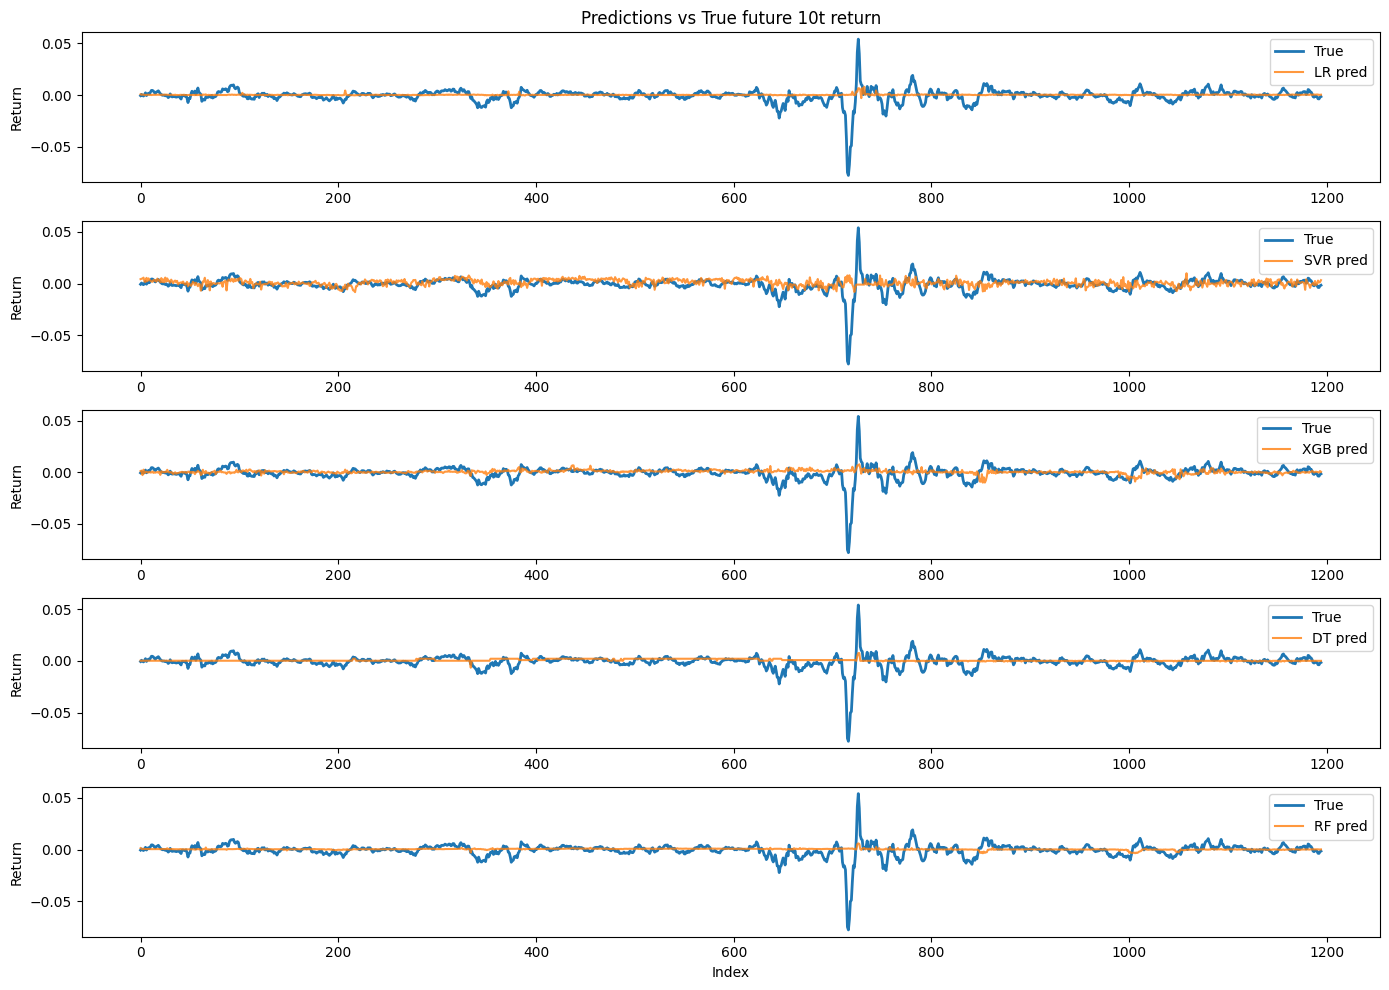 Predictions vs True future 10t return
Return
0.05
0.00
−0.05
True
LR pred
0 200 400 600 800 1000 1200
Return
0.05
0.00
−0.05
True
SVR pred
0 200 400 600 800 1000 1200
Return
0.05
0.00
−0.05
True
XGB pred
0 200 400 600 800 1000 1200
Return
0.05
0.00
−0.05
True
DT pred
0 200 400 600 800 1000 1200
Return
0.05
0.00
−0.05
True
RF pred
0 200 400 600 800 1000 1200
Index